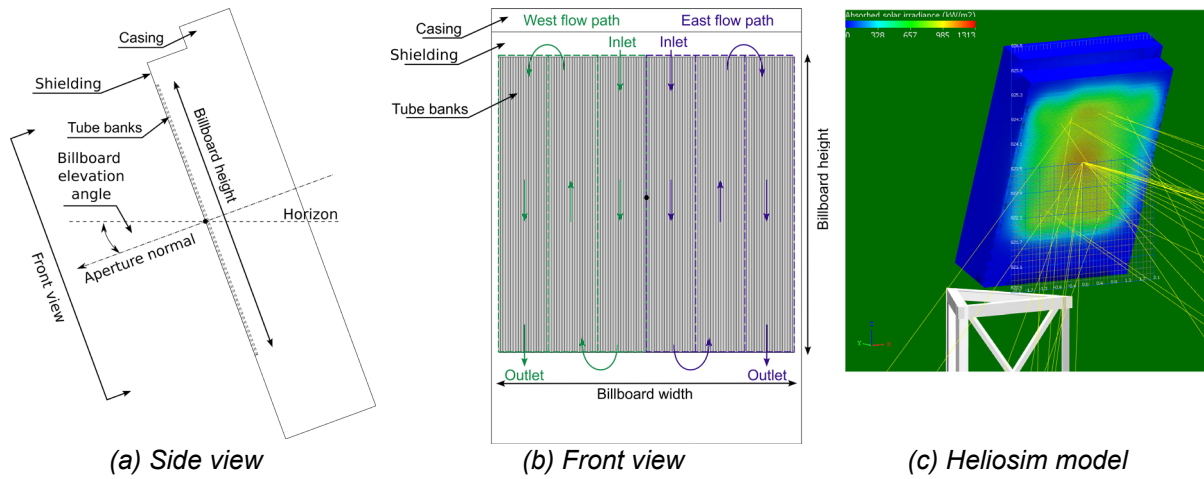 Casing
Shielding
Tube banks
Billboard
elevation
angle
Billboard height
Horizon
Aperture normal
Front view
(a) Side view
Casing
Shielding
Tube banks
West flow path
East flow path
Inlet
Inlet
Billboard height
Outlet
Outlet
Billboard width
(b) Front view
Absorbed solar irradiance (kW/m2)
0 328 657 985 1313
(c) Heliosim model